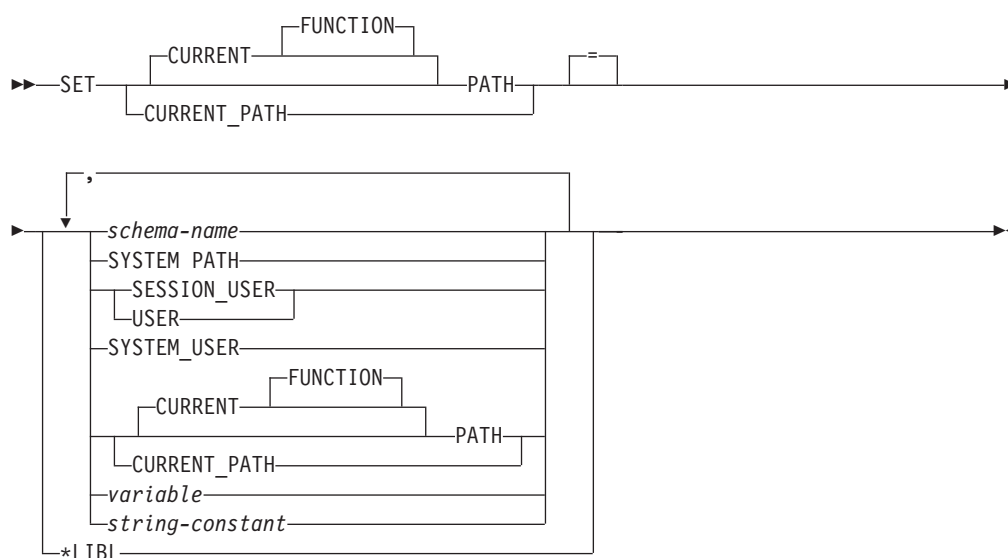 FUNCTION
CURRENT
SET PATH =
CURRENT_PATH
,
schema-name
SYSTEM PATH
SESSION_USER
USER
SYSTEM_USER
FUNCTION
CURRENT
PATH
CURRENT_PATH
variable
string-constant
*LIBL